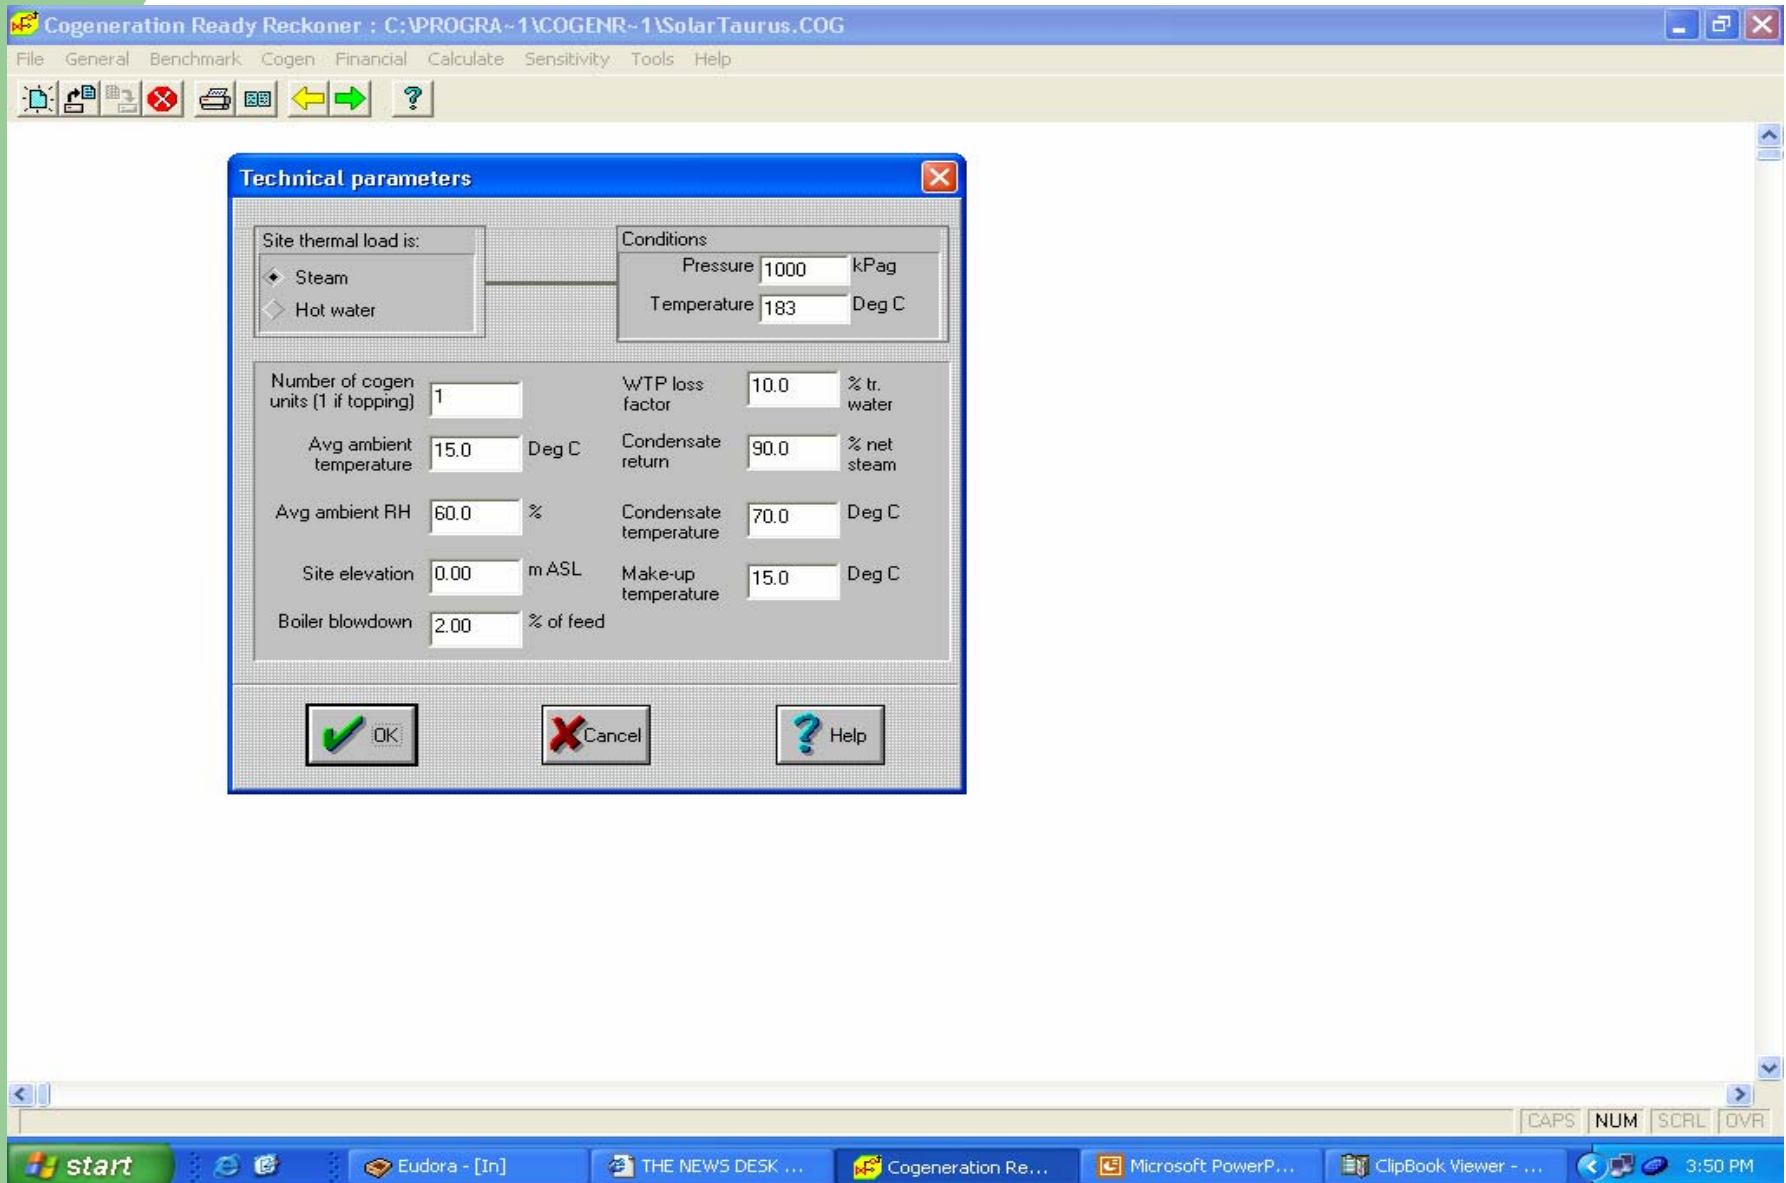 Cogeneration Ready Reckoner : C:\PROGRA~1\COGENR~1\SolarTaurus.COG
File General Benchmark Cogen Financial Calculate Sensitivity Tools Help
Technical parameters
Site thermal load is:
Steam
Hot water
Conditions
Pressure 1000 kPag
Temperature 183 Deg C
Number of cogen
units (1 if topping) 1
Avg ambient
temperature 15.0 Deg C
Avg ambient RH 60.0 %
Site elevation 0.00 m ASL
Boiler blowdown 2.00 % of feed
WTP loss
factor 10.0 % tr.
water
Condensate
return 90.0 % net
steam
Condensate
temperature 70.0 Deg C
Make-up
temperature 15.0 Deg C
OK Cancel Help
CAPS NUM SCRL OVR
start Eudora - [In] THE NEWS DESK ... Cogeneration Re... Microsoft PowerP... ClipBook Viewer - ... 3:50 PM